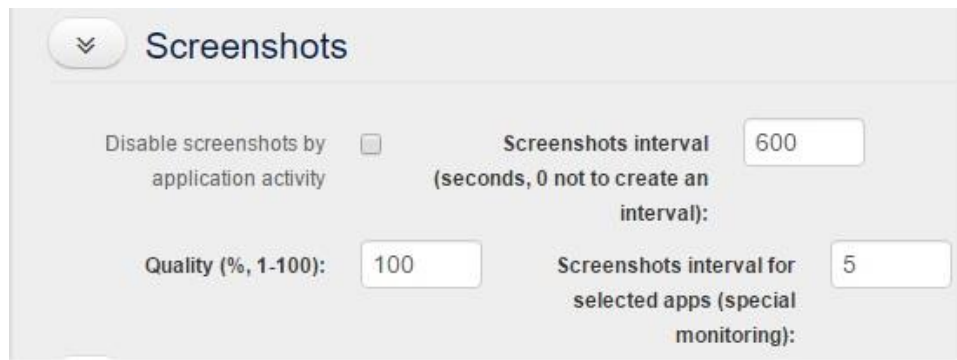 Screenshots
Disable screenshots by
application activity
Screenshots interval
(seconds, 0 not to create an
interval):
600
Quality (%, 1-100):
100
Screenshots interval for
selected apps (special
monitoring):
5